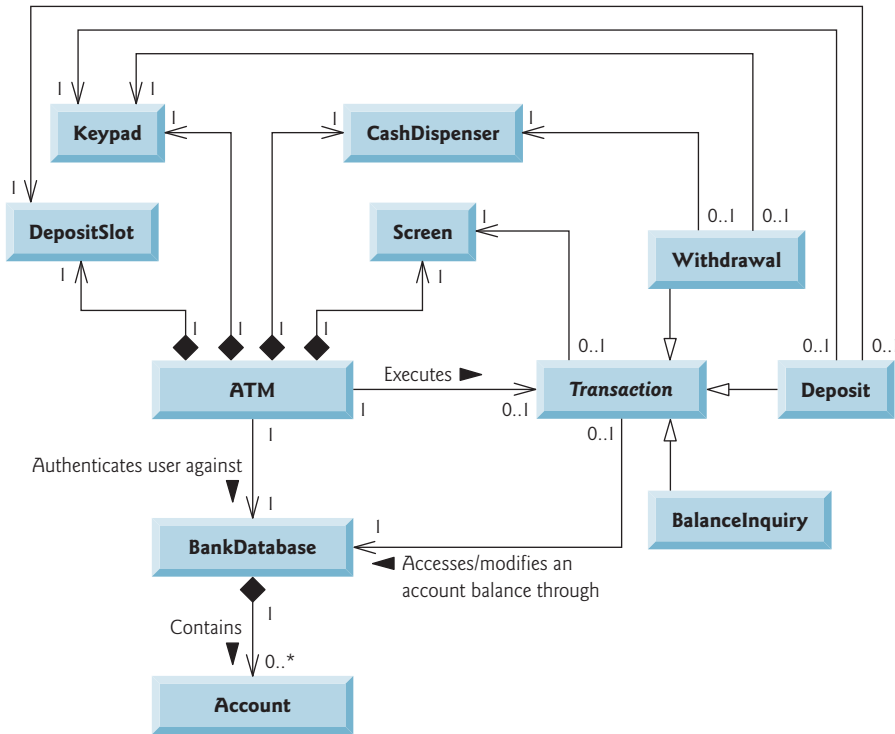 1 1 1 1 1
Keypad
CashDispenser
1
DepositSlot
1
Screen
1
0..1 0..1
Withdrawal
1
1
1 1 1 1
0..1
0..1
0..
ATM
Executes
1
0..1
Transaction
Deposit
1
0..1
Authenticates user against
1
1
BankDatabase
BalanceInquiry
Accesses/modifies an
account balance through
1
Contains
0..*
Account